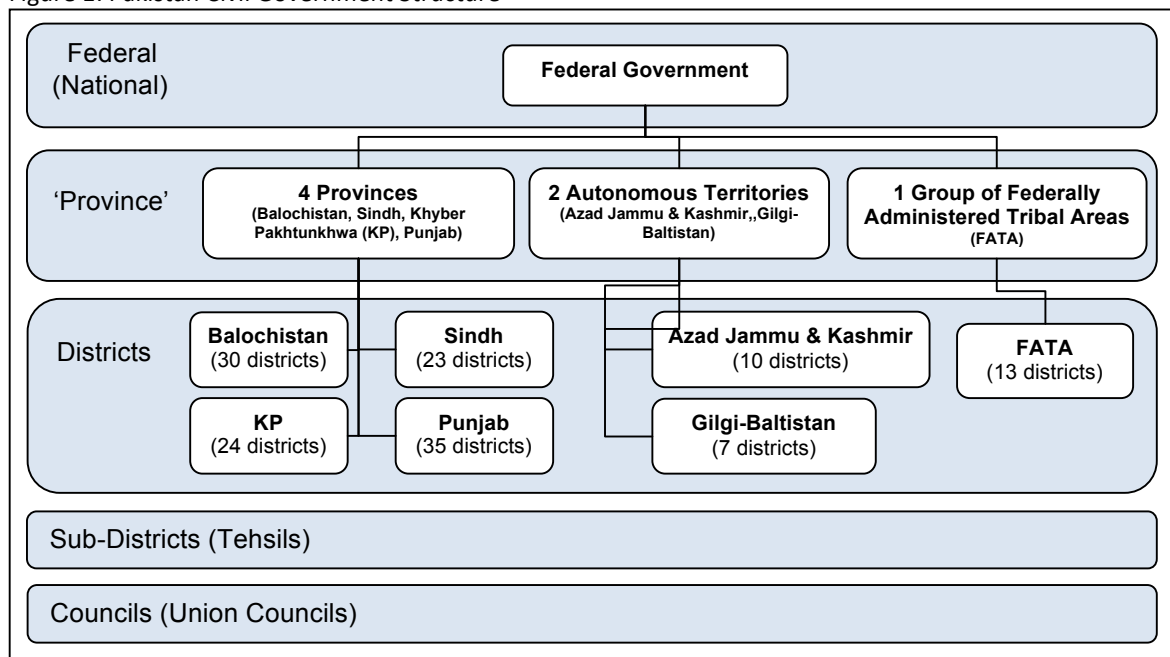 Federal
(National)
Federal Government
‘Province’
4 Provinces
(Balochistan, Sindh, Khyber
Pakhtunkhwa (KP), Punjab)
2 Autonomous Territories
(Azad Jammu & Kashmir,,Gilgi-
Baltistan)
1 Group of Federally
Administered Tribal Areas
(FATA)
Districts
Balochistan
(30 districts)
Sindh
(23 districts)
Azad Jammu & Kashmir
(10 districts)
FATA
(13 districts)
KP
(24 districts)
Punjab
(35 districts)
Gilgi-Baltistan
(7 districts)
Sub-Districts (Tehsils)
Councils (Union Councils)